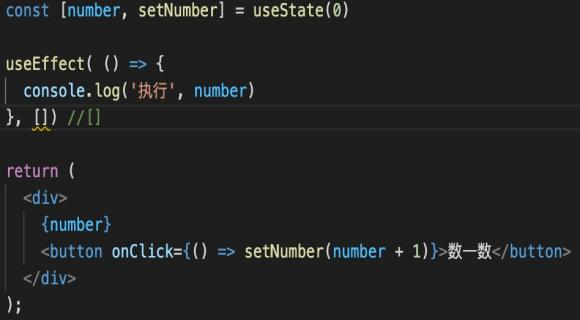 const [number, setNumber] = useState(0)
useEffect( () => {
console.log('执行', number)
}, []) //[]
return (
<div>
{number}
<button onClick={() => setNumber(number + 1)}>数一数</button>
</div>
);